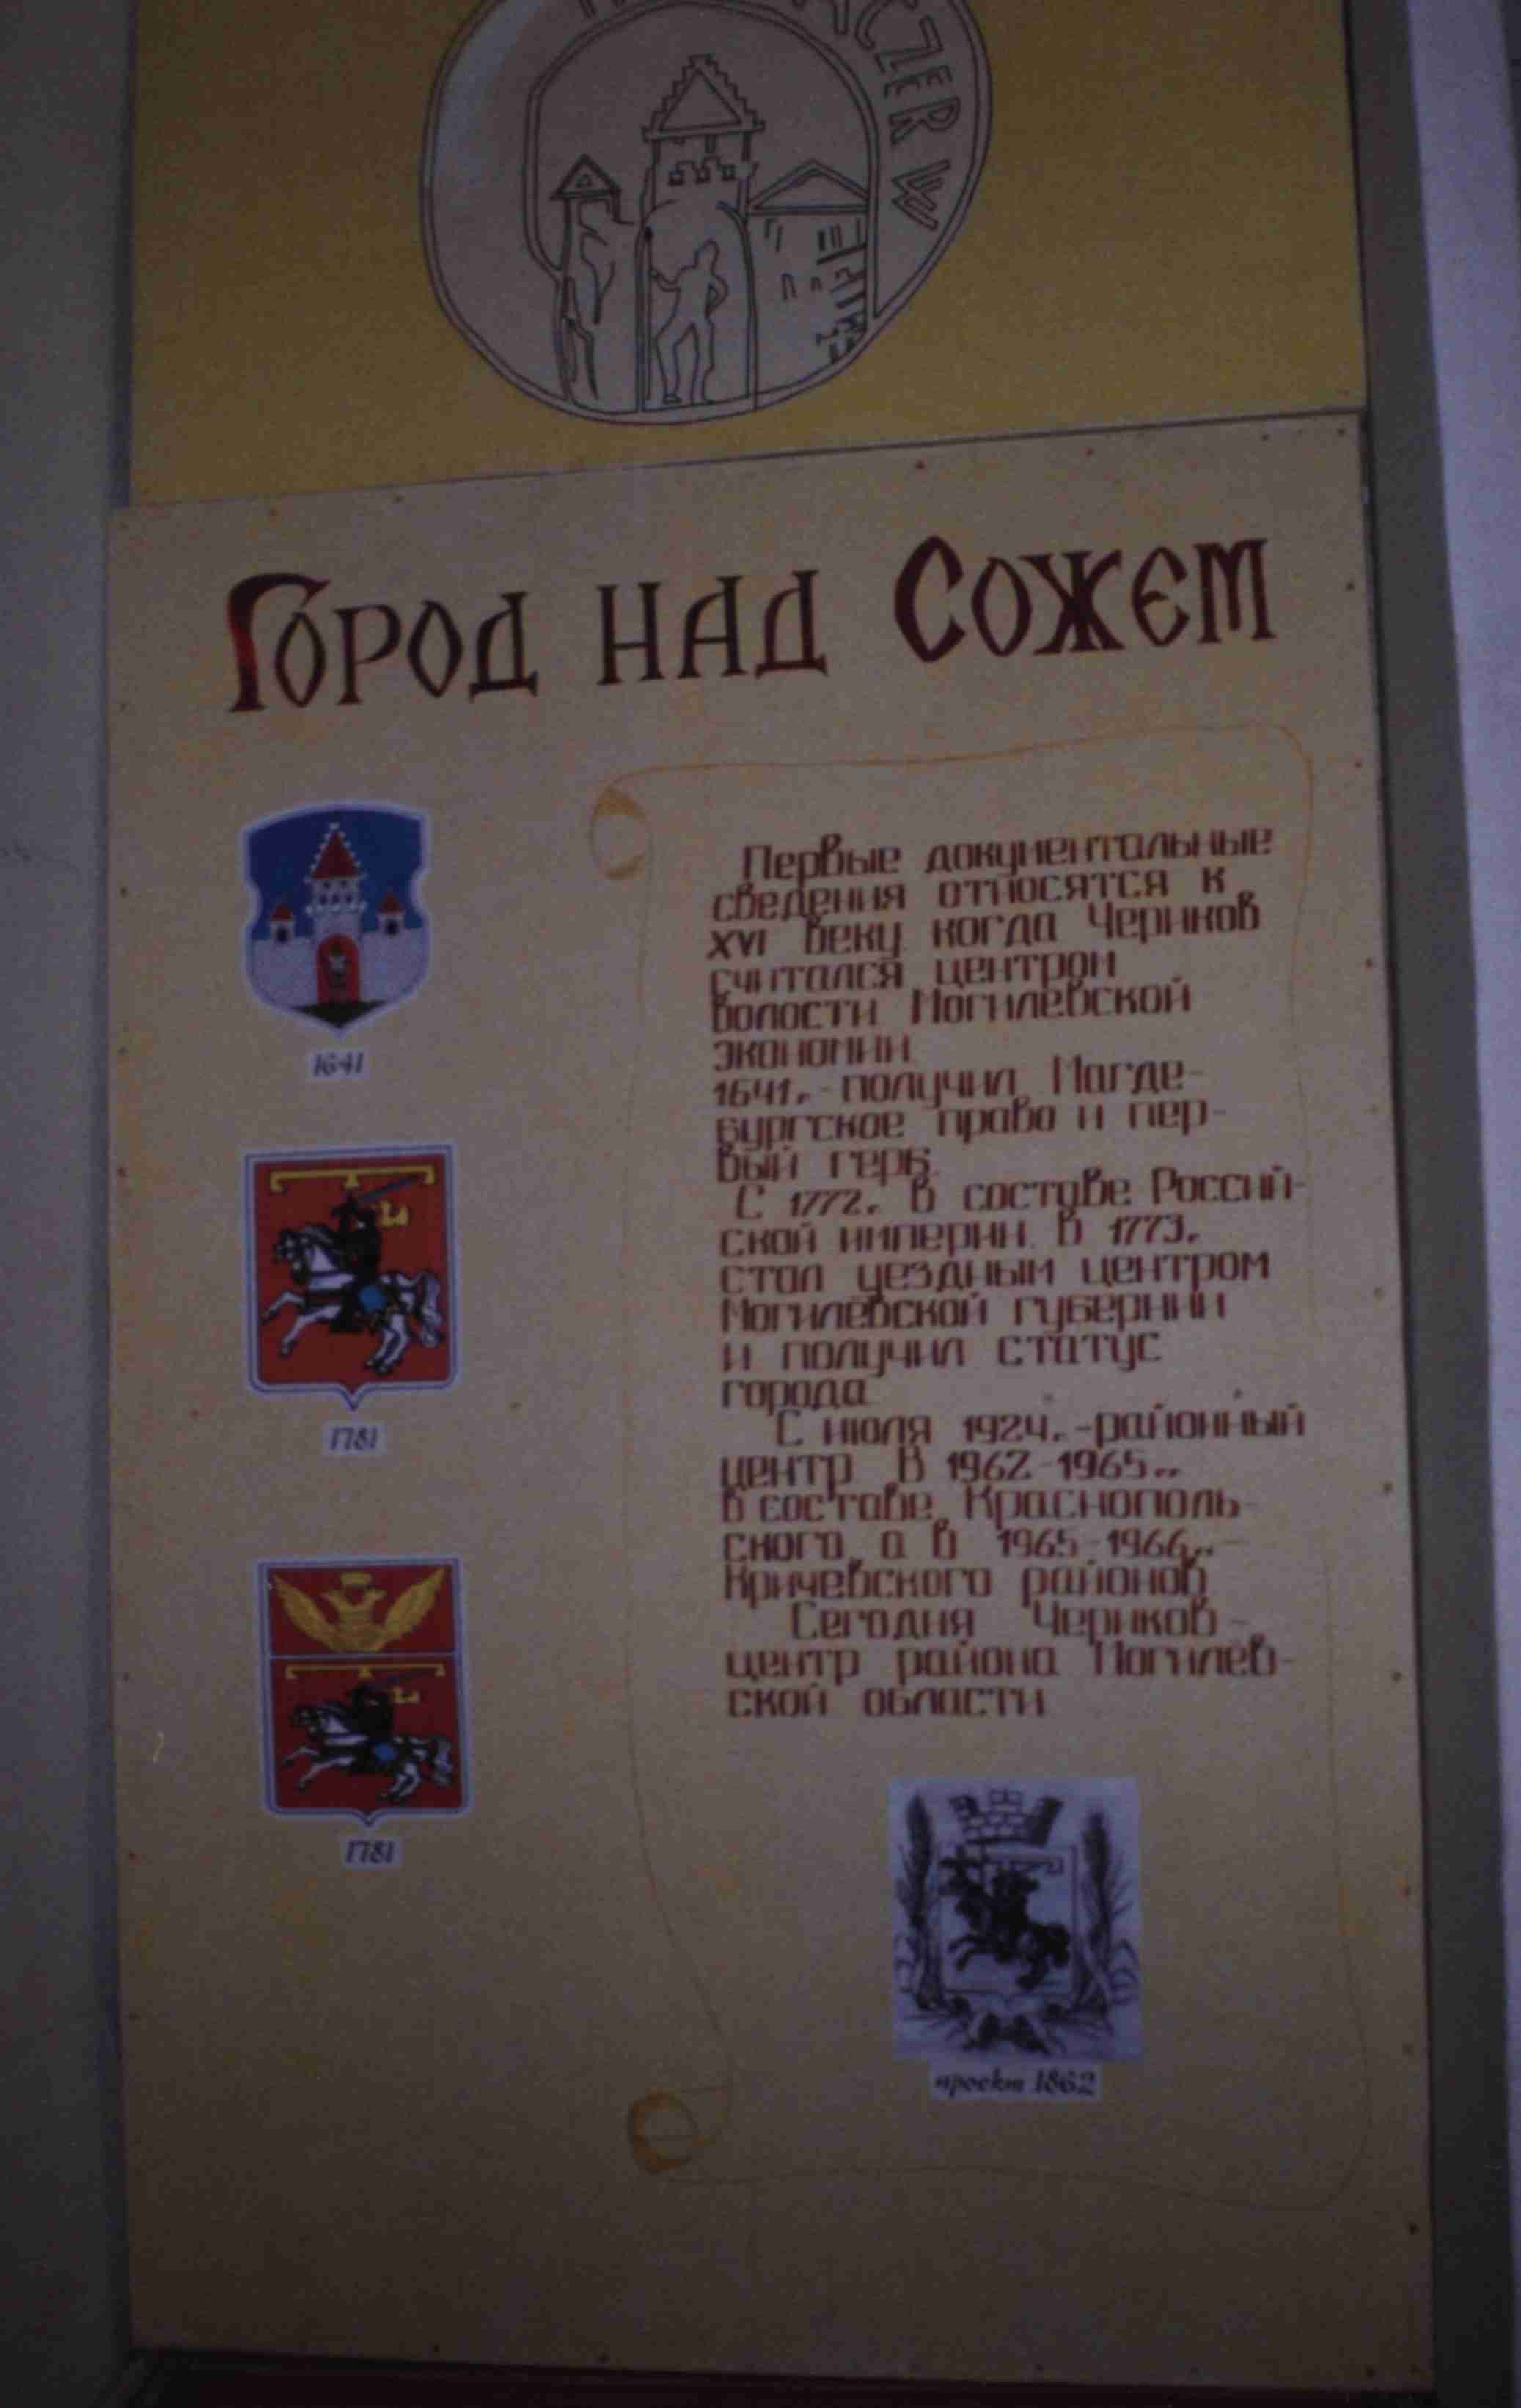 CZER W
Город над Сожем
1641
1781
1781
Первые документальные
сведения относятся к
XVI веку когда Чериков
считался центром
волости Могилевской
экономии
1641г.-получил Магде-
бургское право и пер-
вый герб.
С 1772г. в составе Россий-
ской империи. В 1773г.
стал уездным центром
Могилевской губернии
и получил статус
города
С июля 1924г.-районный
центр. В 1962-1965гг.
в составе Краснополь-
ского, а в 1965-1966гг.-
Кричевского районов
Сегодня Чериков -
центр района Могилев-
ской области
проект 1862